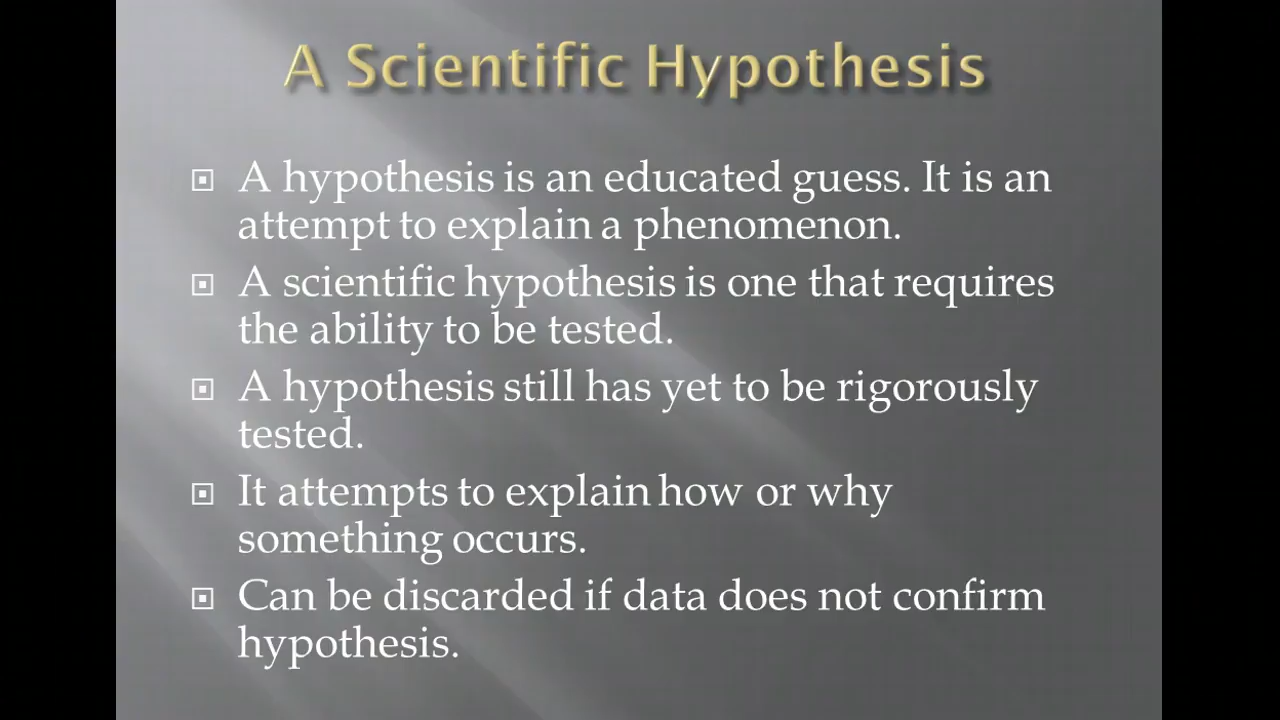 A Scientific Hypothesis
A hypothesis is an educated guess. It is an
attempt to explain a phenomenon.
A scientific hypothesis is one that requires
the ability to be tested.
A hypothesis still has yet to be rigorously
tested.
It attempts to explain how or why
something occurs.
Can be discarded if data does not confirm
hypothesis.